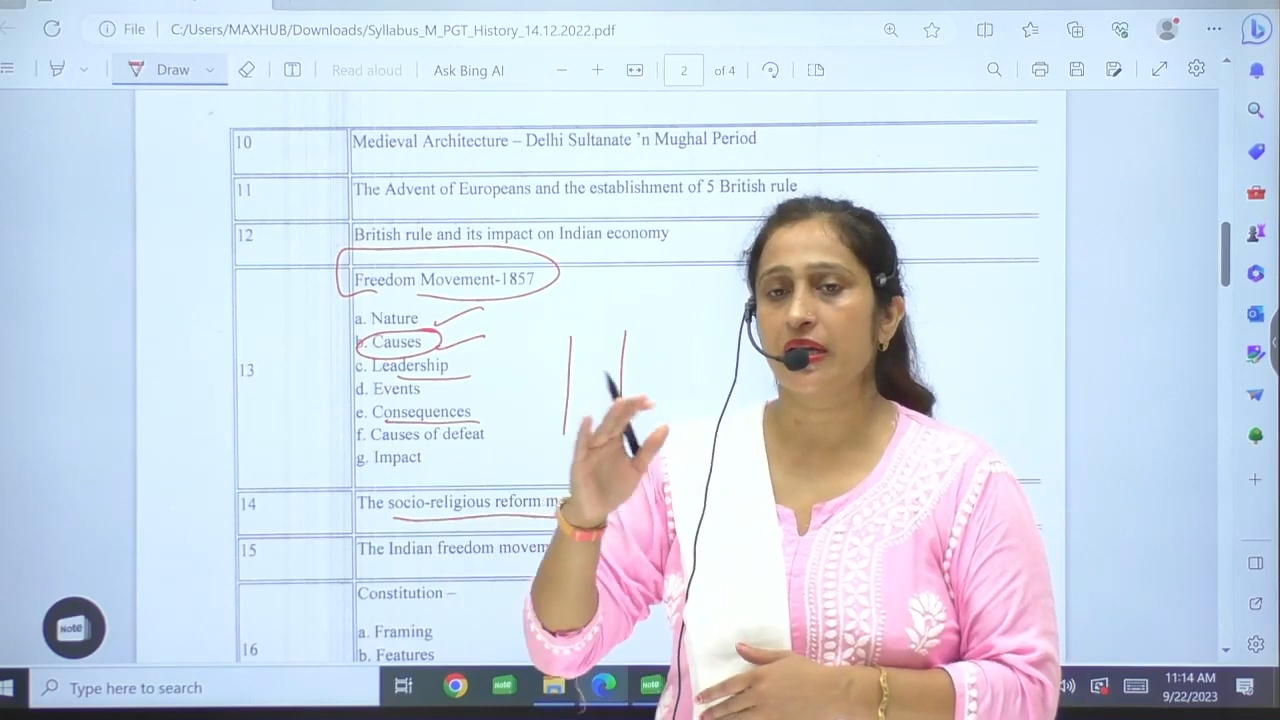 File C:/Users/MAXHUB/Downloads/Syllabus_M_PGT_History_14.12.2022.pdf
Draw Read aloud Ask Bing AI 2 of 4
10 Medieval Architecture – Delhi Sultanate 'n Mughal Period
11 The Advent of Europeans and the establishment of 5 British rule
12 British rule and its impact on Indian economy
Freedom Movement-1857
a. Nature
b. Causes
13 c. Leadership
d. Events
e. Consequences
f. Causes of defeat
g. Impact
14 The socio-religious reform m
15 The Indian freedom movem
Constitution –
a. Framing
16 b. Features
Note
Type here to search Note Note 11:14 AM
9/22/2023